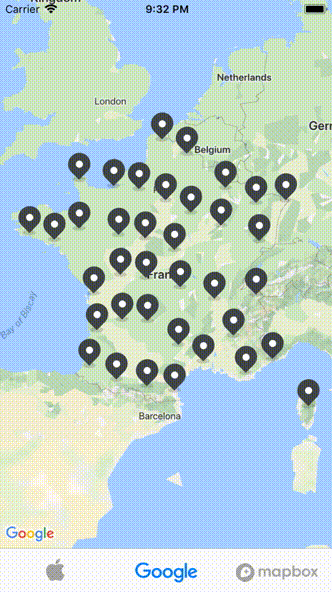 Kingdom
Carrier 9:32 PM
Netherlands
London
Germ
Belgium
Fran
Bay of Biscay
Barcelona
Google
Google
mapbox